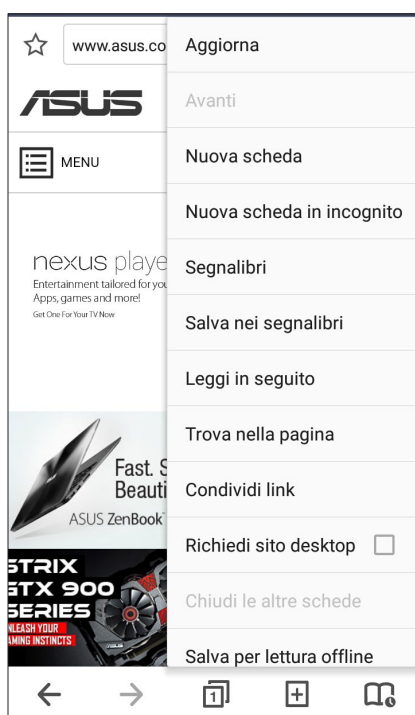 www.asus.co
Aggiorna
ASUS
Avanti
MENU
Nuova scheda
Nuova scheda in incognito
nexus playe
Entertainment tailored for you
Apps, games and more!
Get One For Your TV Now
Segnalibri
Salva nei segnalibri
Leggi in seguito
Trova nella pagina
Fast. S
Beauti
ASUS ZenBook
Condividi link
Richiedi sito desktop
STRIX
GTX 900
SERIES
UNLEASH YOUR
GAMING INSTINCTS
Chiudi le altre schede
Salva per lettura offline
1